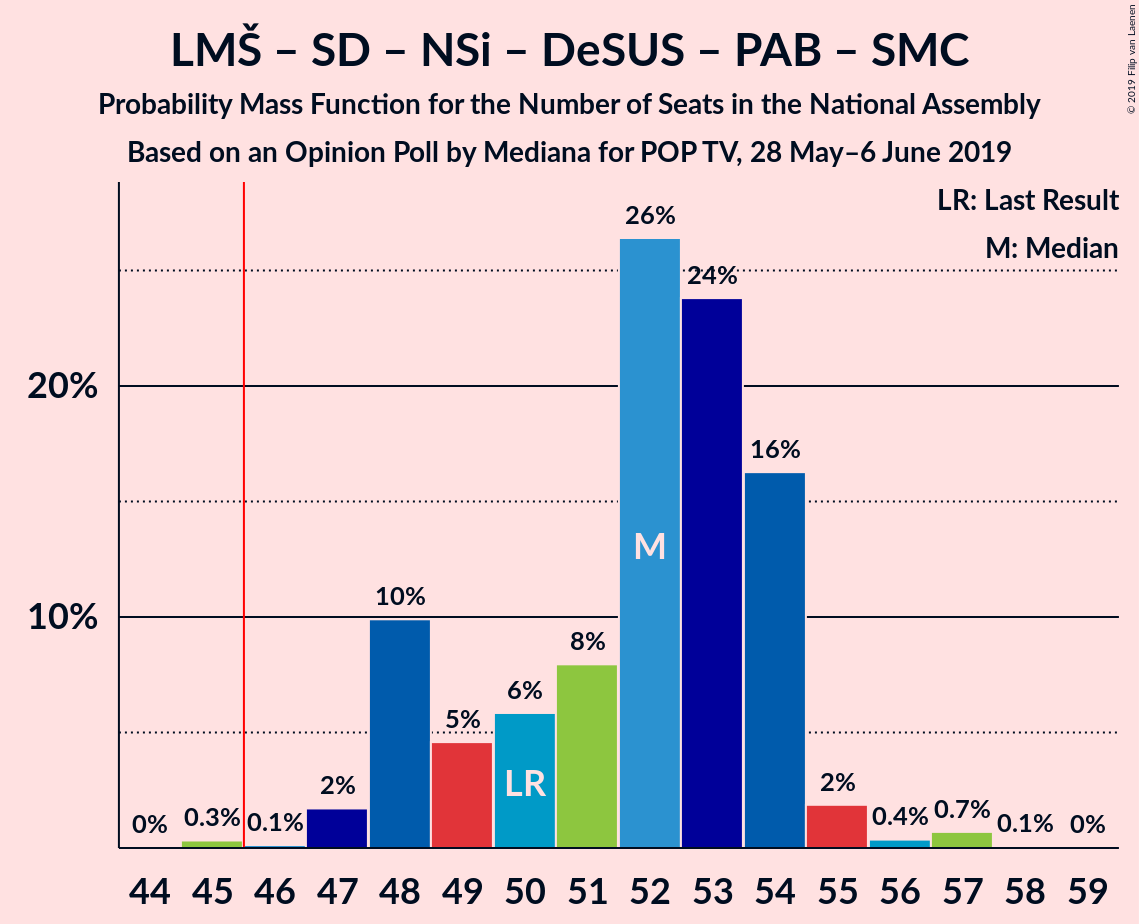 LMŠ – SD – NSi – DeSUS – PAB – SMC
Probability Mass Function for the Number of Seats in the National Assembly
Based on an Opinion Poll by Mediana for POP TV, 28 May–6 June 2019
© 2019 Filip van Laenen
LR: Last Result
M: Median
20%
10%
0%
0.3%
0.1%
2%
10%
5%
6%
8%
26%
24%
16%
2%
0.4%
0.7%
0.1%
0%
LR
M
44 45 46 47 48 49 50 51 52 53 54 55 56 57 58 59